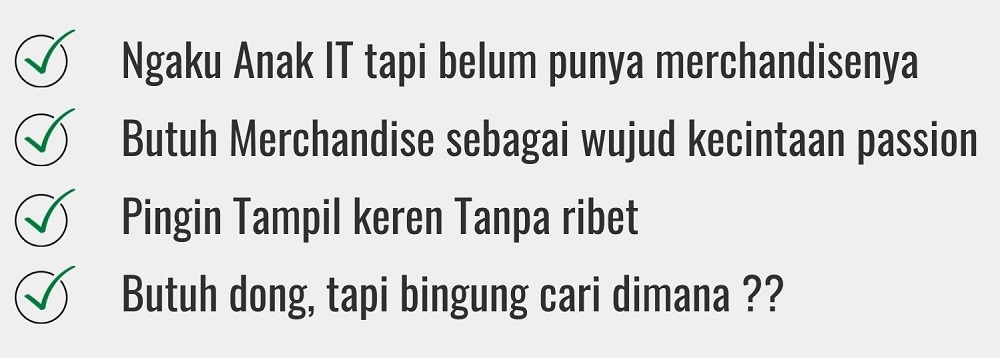 Ngaku Anak IT tapi belum punya merchandisenya
Butuh Merchandise sebagai wujud kecintaan passion
Pingin Tampil keren Tanpa ribet
Butuh dong, tapi bingung cari dimana ??